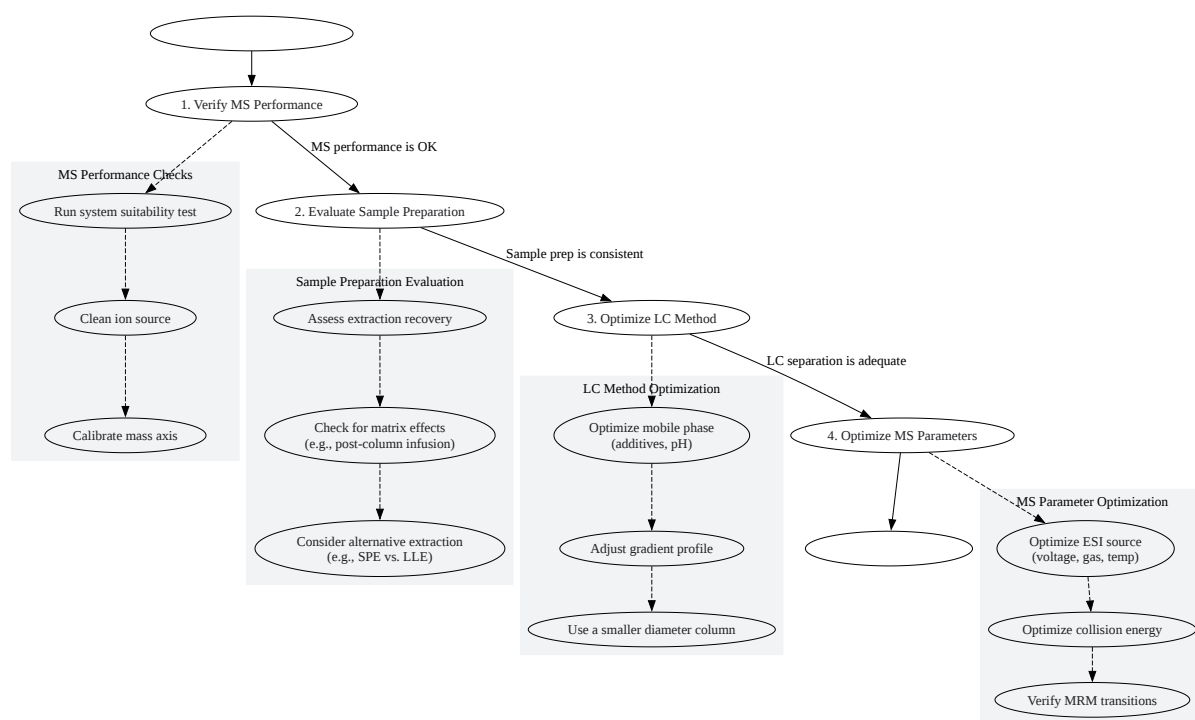 1. Verify MS Performance
MS performance is OK
MS Performance Checks
Run system suitability test
2. Evaluate Sample Preparation
Sample prep is consistent
Sample Preparation Evaluation
Clean ion source
Assess extraction recovery
3. Optimize LC Method
LC separation is adequate
LC Method Optimization
Calibrate mass axis
Check for matrix effects
(e.g., post-column infusion)
Optimize mobile phase
(additives, pH)
4. Optimize MS Parameters
MS Parameter Optimization
Consider alternative extraction
(e.g., SPE vs. LLE)
Adjust gradient profile
Optimize ESI source
(voltage, gas, temp)
Use a smaller diameter column
Optimize collision energy
Verify MRM transitions